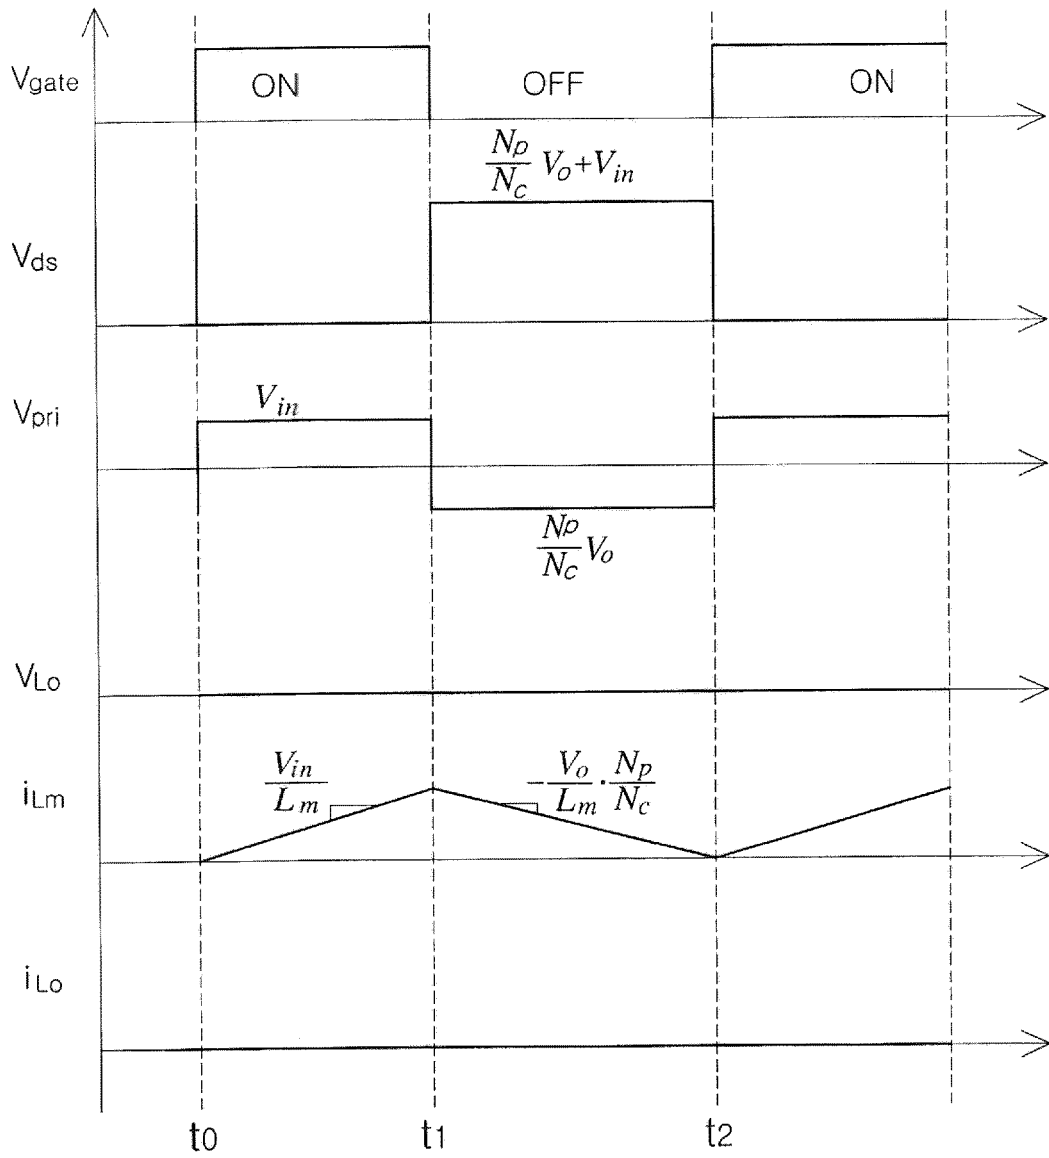 Vgate ON OFF ON
Np/Nc Vo+Vin
Vds
Vpri Vin
Np/Nc Vo
VLo
iLm Vin/Lm -Vo/Lm · Np/Nc
iLo
t0 t1 t2